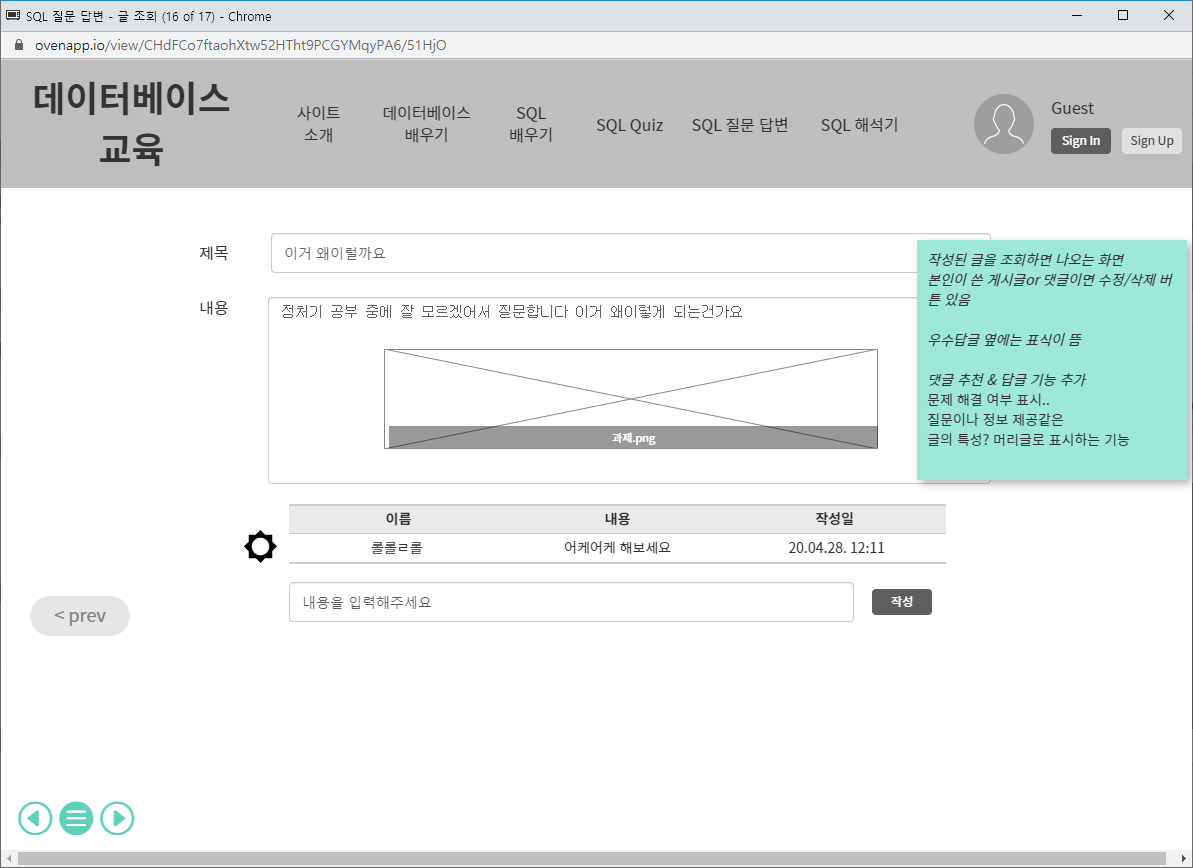 SQL 질문 답변 - 글 조회 (16 of 17) - Chrome
ovenapp.io/view/CHdFCo7ftaohXtw52HTht9PCGYMqyPA6/51HjO
데이터베이스
교육
사이트
소개
데이터베이스
배우기
SQL
배우기
SQL Quiz
SQL 질문 답변
SQL 해석기
Guest
Sign In
Sign Up
제목
이거 왜이럴까요
내용
정처기 공부 중에 잘 모르겠어서 질문합니다 이거 왜이렇게 되는건가요
과제.png
작성된 글을 조회하면 나오는 화면
본인이 쓴 게시글or 댓글이면 수정/삭제 버
튼 있음
우수답글 옆에는 표식이 뜸
댓글 추천 & 답글 기능 추가
문제 해결 여부 표시..
질문이나 정보 제공같은
글의 특성? 머리글로 표시하는 기능
이름 내용 작성일
롤롤ㄹ롤 어케어케 해보세요 20.04.28. 12:11
내용을 입력해주세요
작성
< prev